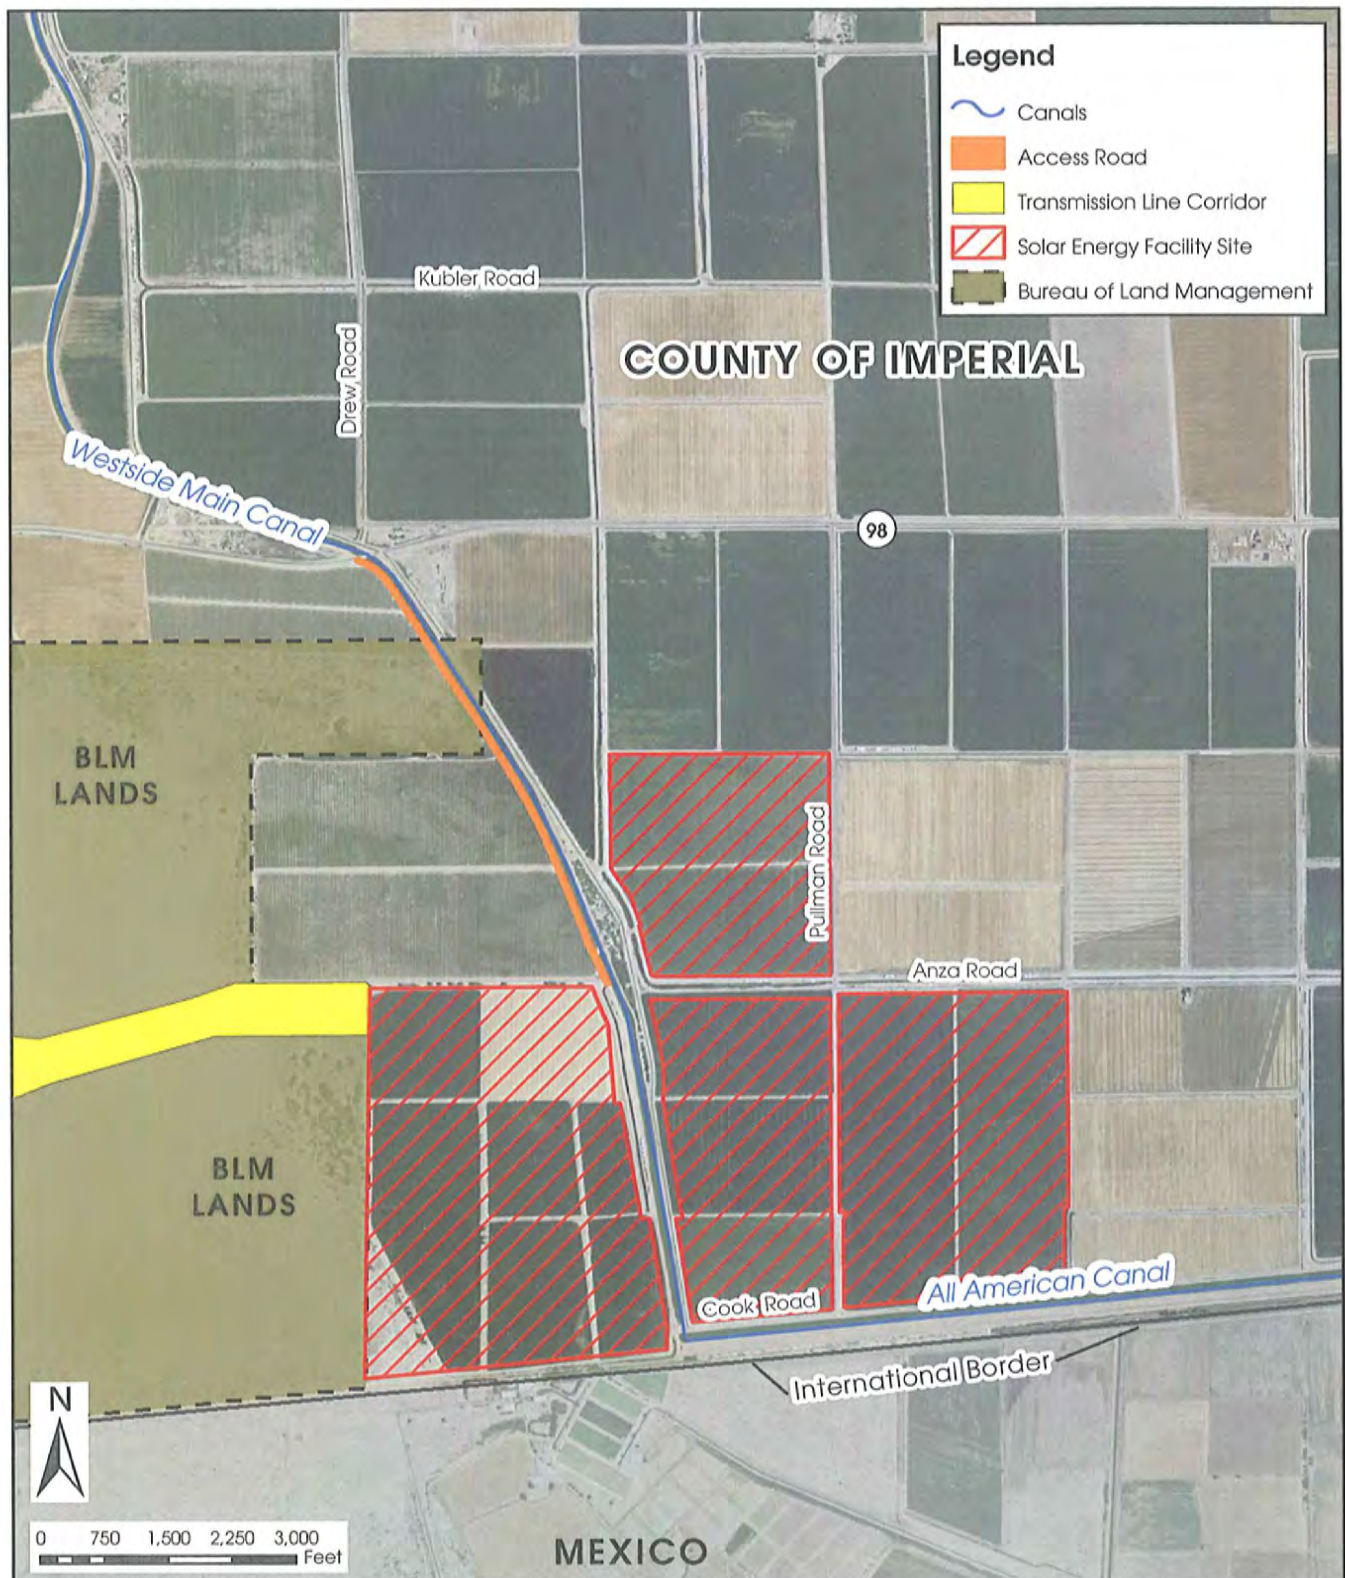 Legend
Canals
Access Road
Transmission Line Corridor
Solar Energy Facility Site
Bureau of Land Management
Kubler Road
COUNTY OF IMPERIAL
Drew Road
Westside Main Canal
98
BLM
LANDS
Pullman Road
Anza Road
BLM
LANDS
Cook Road
All American Canal
International Border
N
0 750 1,500 2,250 3,000
Feet
MEXICO